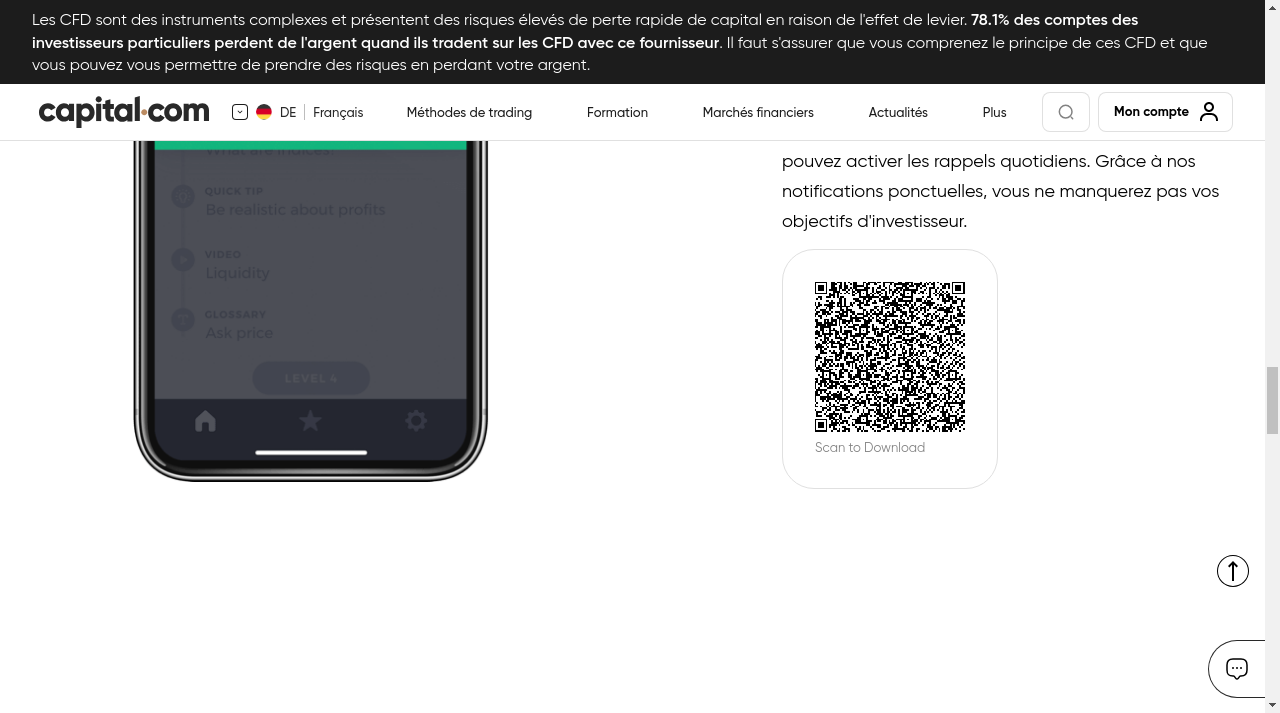 Les CFD sont des instruments complexes et présentent des risques élevés de perte rapide de capital en raison de l'effet de levier. 78.1% des comptes des
investisseurs particuliers perdent de l'argent quand ils tradent sur les CFD avec ce fournisseur. Il faut s'assurer que vous comprenez le principe de ces CFD et que
vous pouvez vous permettre de prendre des risques en perdant votre argent.
capital.com DE Français Méthodes de trading Formation Marchés financiers Actualités Plus Mon compte
What are indices?
QUICK TIP
Be realistic about profits
VIDEO
Liquidity
GLOSSARY
Ask price
LEVEL 4
pouvez activer les rappels quotidiens. Grâce à nos
notifications ponctuelles, vous ne manquerez pas vos
objectifs d'investisseur.
Scan to Download